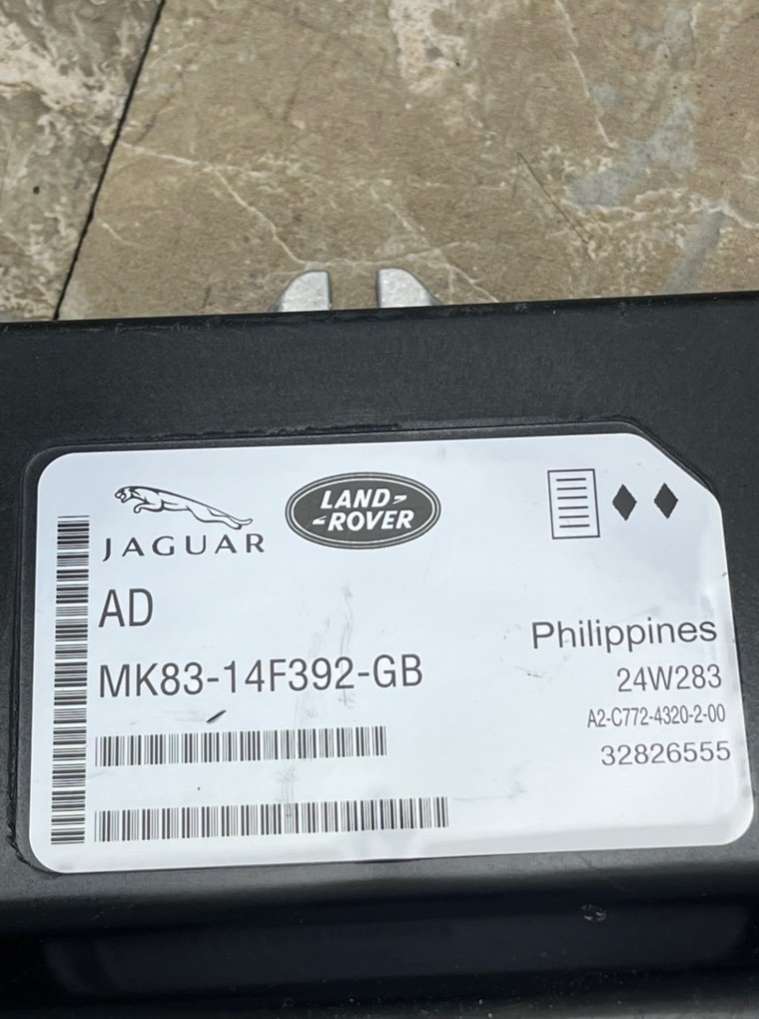 JAGUAR
LAND-
-ROVER
AD
MK83-14F392-GB
Philippines
24W283
A2-C772-4320-2-00
32826555